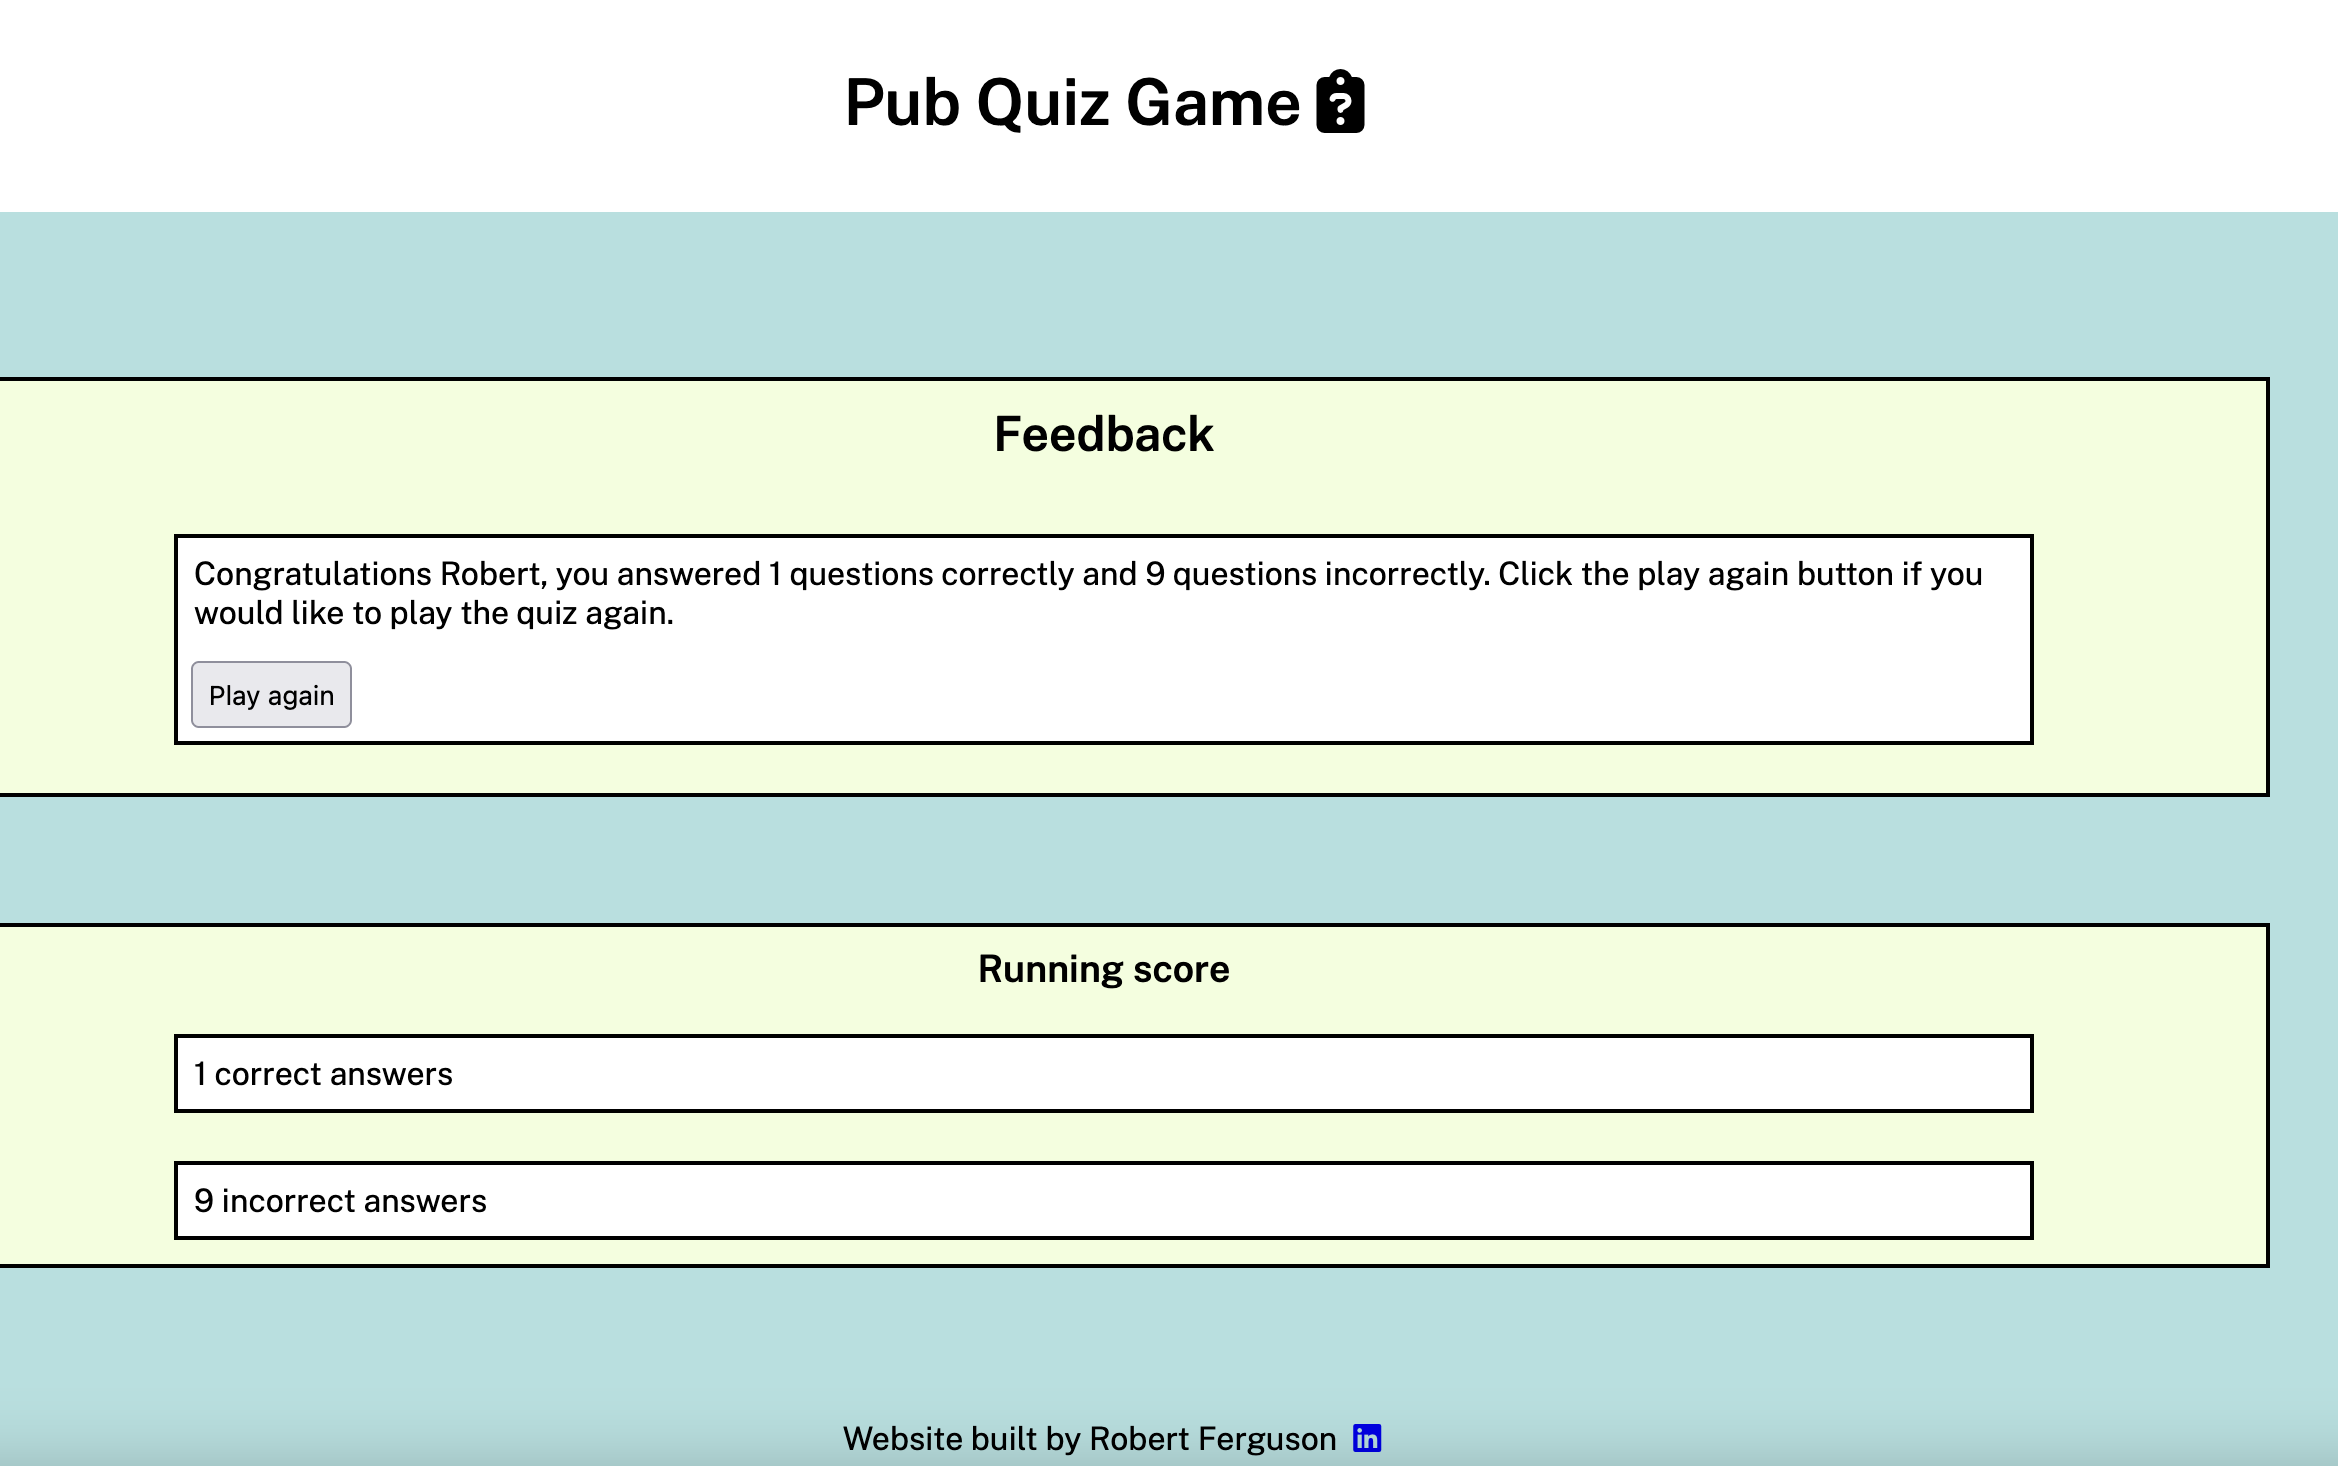 Pub Quiz Game
Feedback
Congratulations Robert, you answered 1 questions correctly and 9 questions incorrectly. Click the play again button if you
would like to play the quiz again.
Play again
Running score
1 correct answers
9 incorrect answers
Website built by Robert Ferguson in